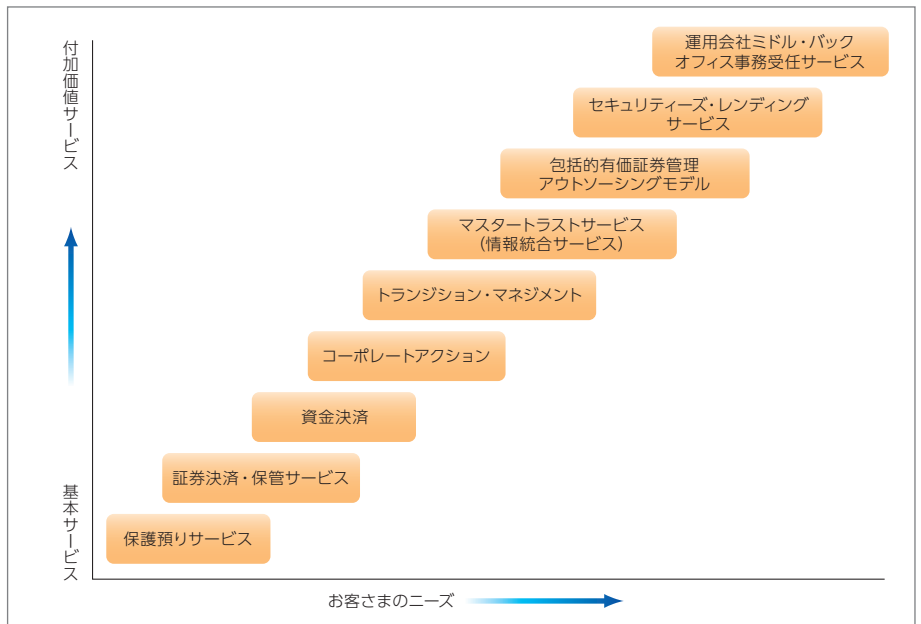 付加価値サービス
運用会社ミドル・バック
オフィス事務受任サービス
セキュリティーズ・レンディング
サービス
包括的有価証券管理
アウトソーシングモデル
マスタートラストサービス
（情報統合サービス）
トランジション・マネジメント
コーポレートアクション
資金決済
証券決済・保管サービス
基本サービス
保護預りサービス
お客さまのニーズ